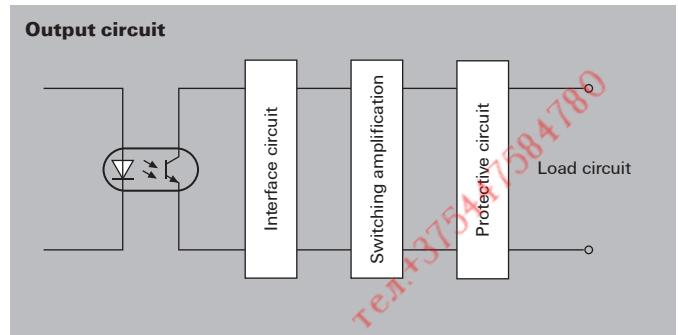 Output circuit
Interface circuit
Switching amplification
Protective circuit
Load circuit
тел.+375447584780